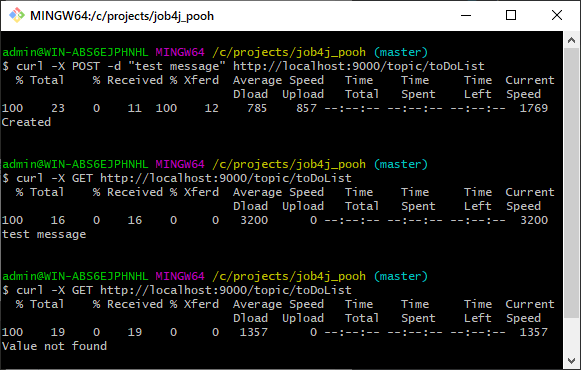 MINGW64:/c/projects/job4j_pooh
admin@WIN-ABS6EJPHNHL MINGW64 /c/projects/job4j_pooh (master)
$ curl -X POST -d "test message" http://localhost:9000/topic/toDoList
  % Total    % Received % Xferd  Average Speed   Time    Time     Time  Current
                                 Dload  Upload   Total   Spent    Left  Speed
100    23    0    11  100    12    785    857 --:--:-- --:--:-- --:--:--  1769
Created
admin@WIN-ABS6EJPHNHL MINGW64 /c/projects/job4j_pooh (master)
$ curl -X GET http://localhost:9000/topic/toDoList
  % Total    % Received % Xferd  Average Speed   Time    Time     Time  Current
                                 Dload  Upload   Total   Spent    Left  Speed
100    16    0    16    0     0   3200      0 --:--:-- --:--:-- --:--:--  3200
test message
admin@WIN-ABS6EJPHNHL MINGW64 /c/projects/job4j_pooh (master)
$ curl -X GET http://localhost:9000/topic/toDoList
  % Total    % Received % Xferd  Average Speed   Time    Time     Time  Current
                                 Dload  Upload   Total   Spent    Left  Speed
100    19    0    19    0     0   1357      0 --:--:-- --:--:-- --:--:--  1357
Value not found